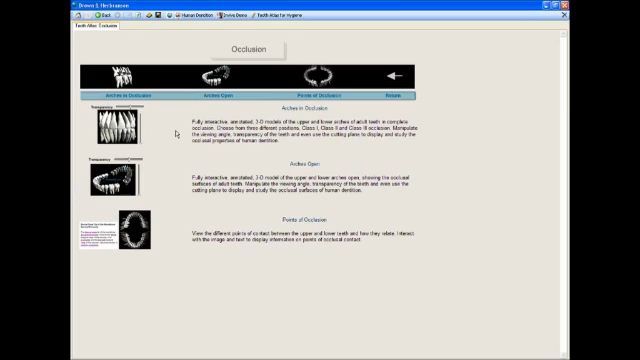 Brown & Herbranson
Back
Human Dentition
Invivo Demo
Tooth Atlas for Hygiene
Tooth Atlas: Occlusion
Occlusion
Arches in Occlusion
Arches Open
Points of Occlusion
Return
Transparency
Arches in Occlusion
Fully interactive, annotated, 3-D models of the upper and lower arches of adult teeth in complete
occlusion. Choose from three different positions, Class I, Class II and Class III occlusion. Manipulate
the viewing angle, transparency of the teeth and even use the cutting plane to display and study the
occlusal properties of human dentition.
Transparency
Arches Open
Fully interactive, annotated, 3-D models of the upper and lower arches open, showing the occlusal
surfaces of adult teeth. Manipulate the viewing angle, transparency of the teeth and even use the
cutting plane to display and study the occlusal surfaces of human dentition.
Points of Occlusion
View the different points of contact between the upper and lower teeth and how they relate. Interact
with the image and text to display information on points of occlusal contact.